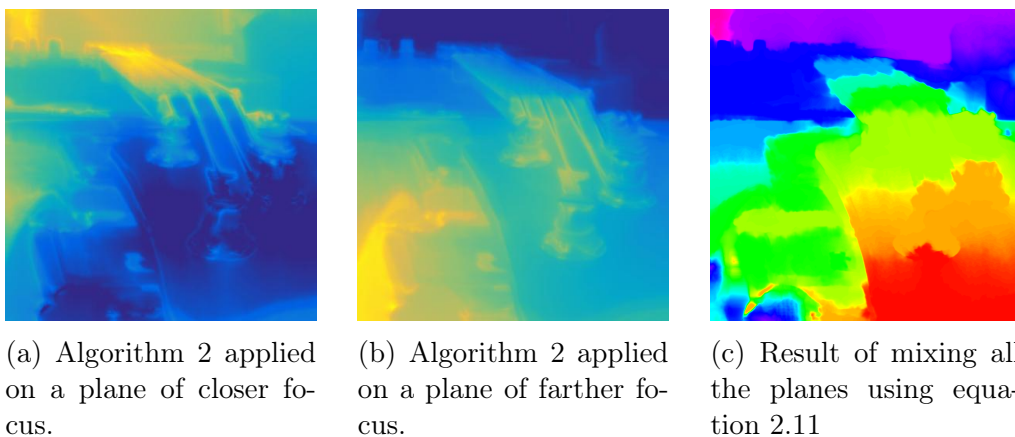 (a) Algorithm 2 applied
on a plane of closer fo-
cus.
(b) Algorithm 2 applied
on a plane of farther fo-
cus.
(c) Result of mixing all
the planes using equa-
tion 2.11